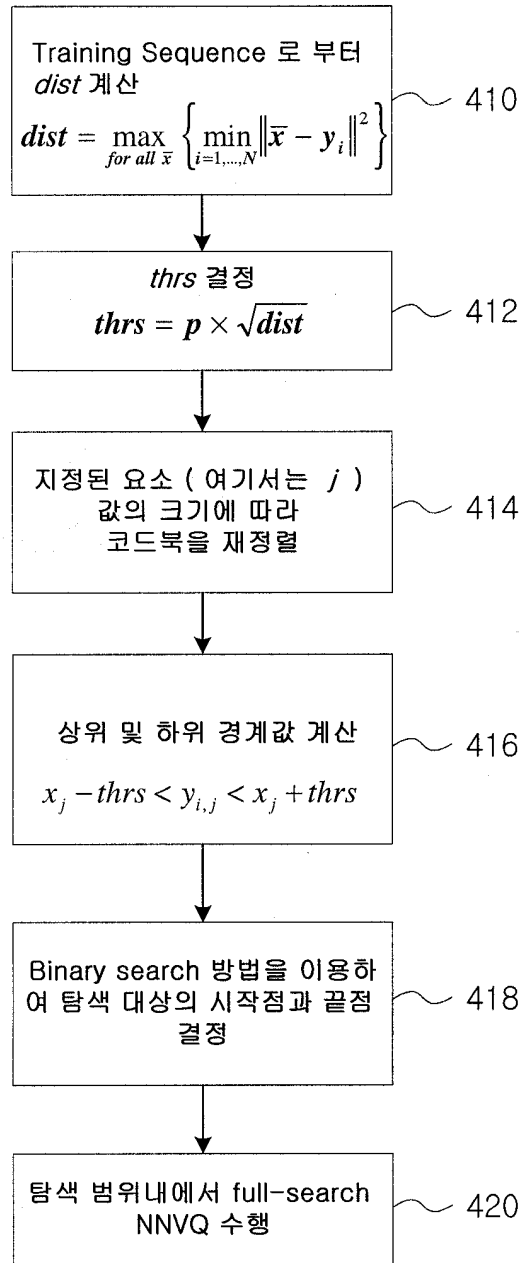 Training Sequence 로 부터
dist 계산
dist = max for all x̄ { min i=1,...,N ‖x̄ − y_i‖² }
410
thrs 결정
thrs = p × √dist
412
지정된 요소 ( 여기서는 j )
값의 크기에 따라
코드북을 재정렬
414
상위 및 하위 경계값 계산
x_j − thrs < y_{i,j} < x_j + thrs
416
Binary search 방법을 이용하
여 탐색 대상의 시작점과 끝점
결정
418
탐색 범위내에서 full-search
NNVQ 수행
420